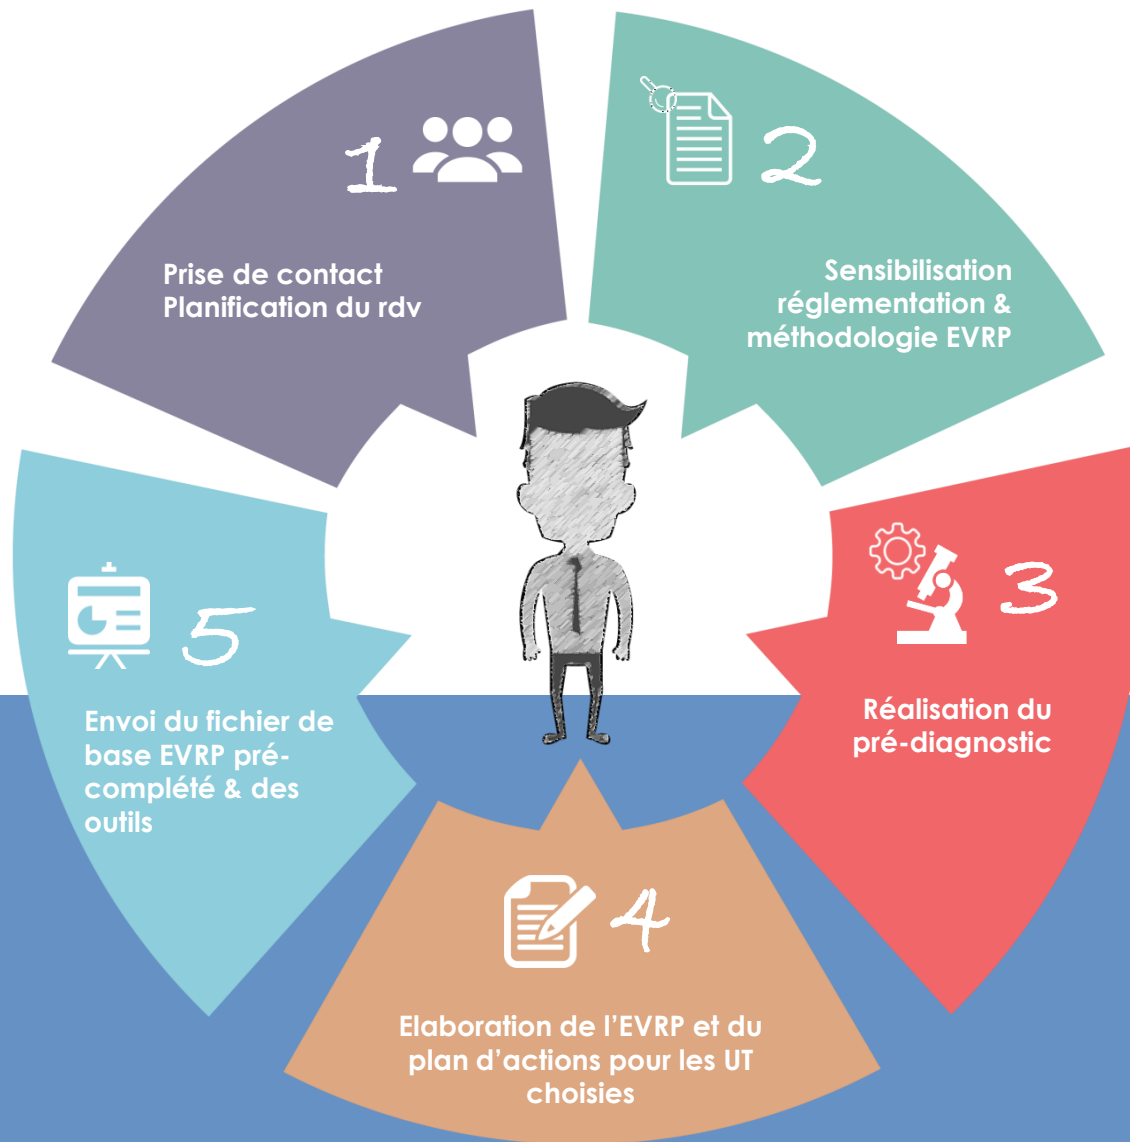 1
Prise de contact
Planification du rdv
2
Sensibilisation
réglementation &
méthodologie EVRP
3
Réalisation du
pré-diagnostic
4
Elaboration de l’EVRP et du
plan d’actions pour les UT
choisies
5
Envoi du fichier de
base EVRP pré-
complété & des
outils